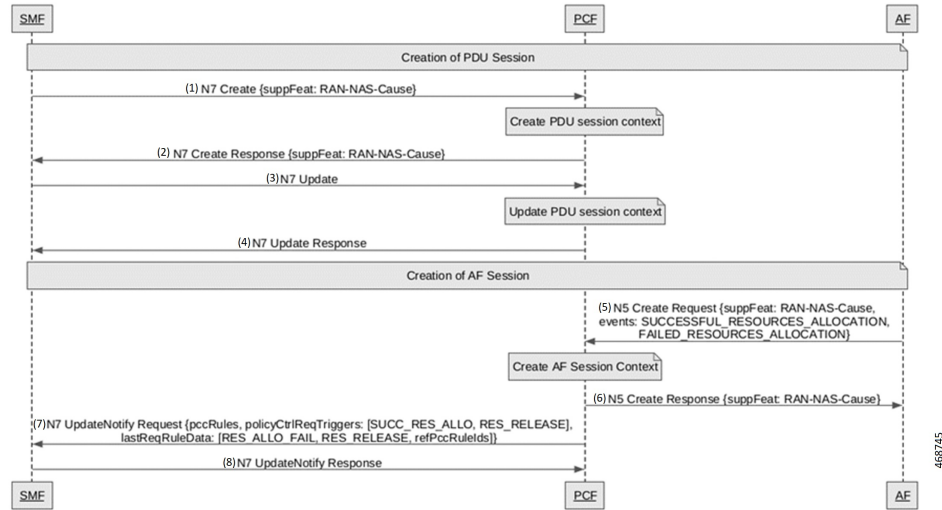 SMF
PCF
AF
Creation of PDU Session
(1) N7 Create {suppFeat: RAN-NAS-Cause}
Create PDU session context
(2) N7 Create Response {suppFeat: RAN-NAS-Cause}
(3) N7 Update
Update PDU session context
(4) N7 Update Response
Creation of AF Session
(5) N5 Create Request {suppFeat: RAN-NAS-Cause,
events: SUCCESSFUL_RESOURCES_ALLOCATION,
FAILED_RESOURCES_ALLOCATION}
Create AF Session Context
(6) N5 Create Response {suppFeat: RAN-NAS-Cause}
(7) N7 UpdateNotify Request {pccRules, policyCtrlReqTriggers: [SUCC_RES_ALLO, RES_RELEASE],
lastReqRuleData: [RES_ALLO_FAIL, RES_RELEASE, refPccRuleIds]}
(8) N7 UpdateNotify Response
SMF
PCF
AF
468745